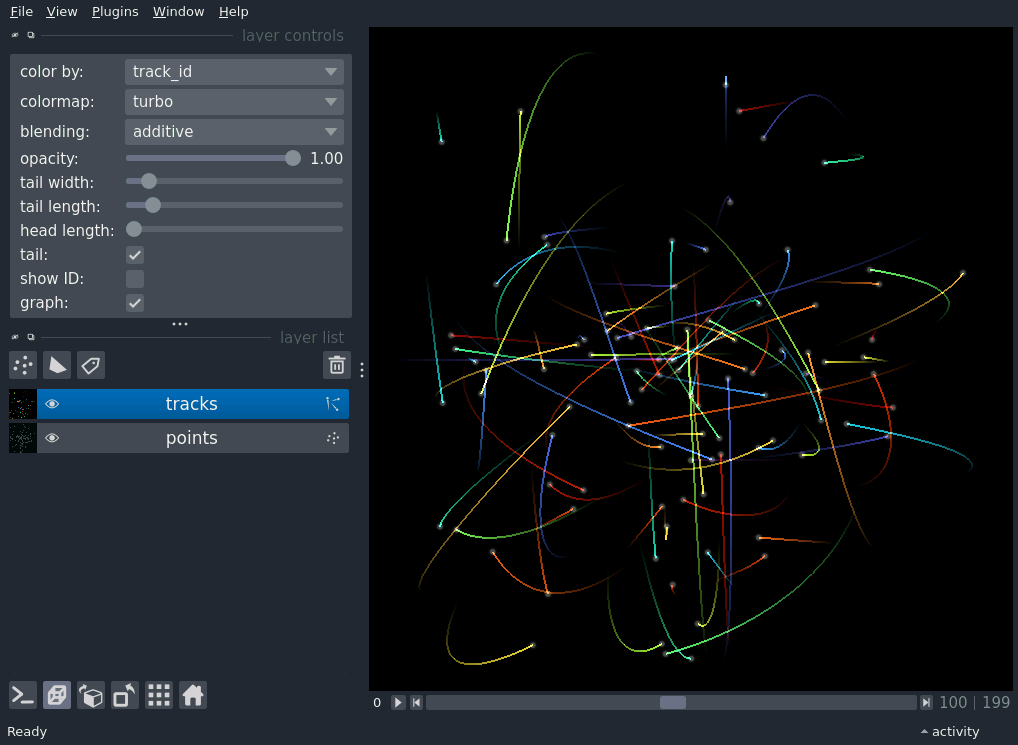 File View Plugins Window Help
layer controls
color by: track_id
colormap: turbo
blending: additive
opacity: 1.00
tail width:
tail length:
head length:
tail:
show ID:
graph:
layer list
tracks
points
0 100 | 199
Ready activity